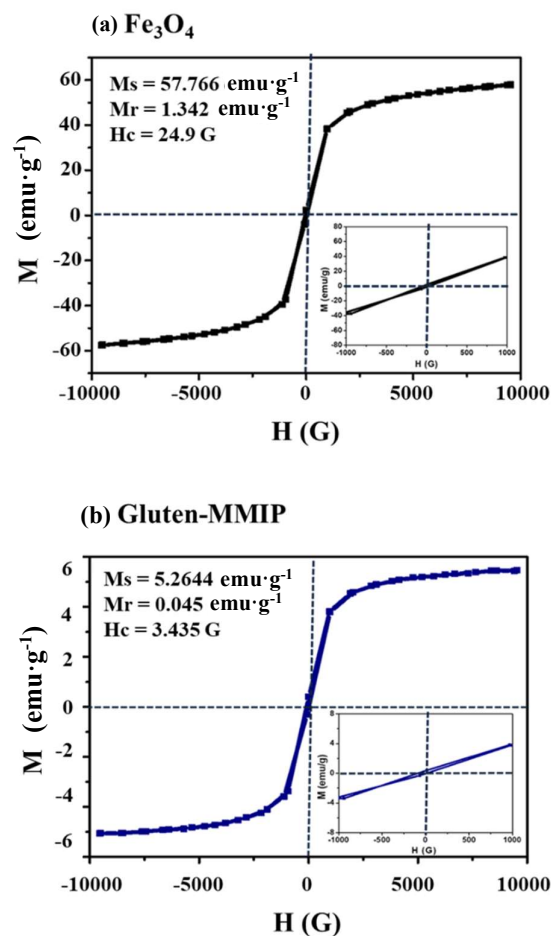 (a) Fe₃O₄
Ms = 57.766 emu·g⁻¹
Mr = 1.342 emu·g⁻¹
Hc = 24.9 G
60
40
20
0
-20
-40
-60
M (emu·g⁻¹)
-10000 -5000 0 5000 10000
H (G)
80
60
40
20
0
-20
-40
-60
-80
M (emu/g)
-1000 -500 0 500 1000
H (G)
(b) Gluten-MMIP
Ms = 5.2644 emu·g⁻¹
Mr = 0.045 emu·g⁻¹
Hc = 3.435 G
6
4
2
0
-2
-4
-6
M (emu·g⁻¹)
-10000 -5000 0 5000 10000
H (G)
8
4
0
-4
-8
M (emu/g)
-1000 -500 0 500 1000
H (G)